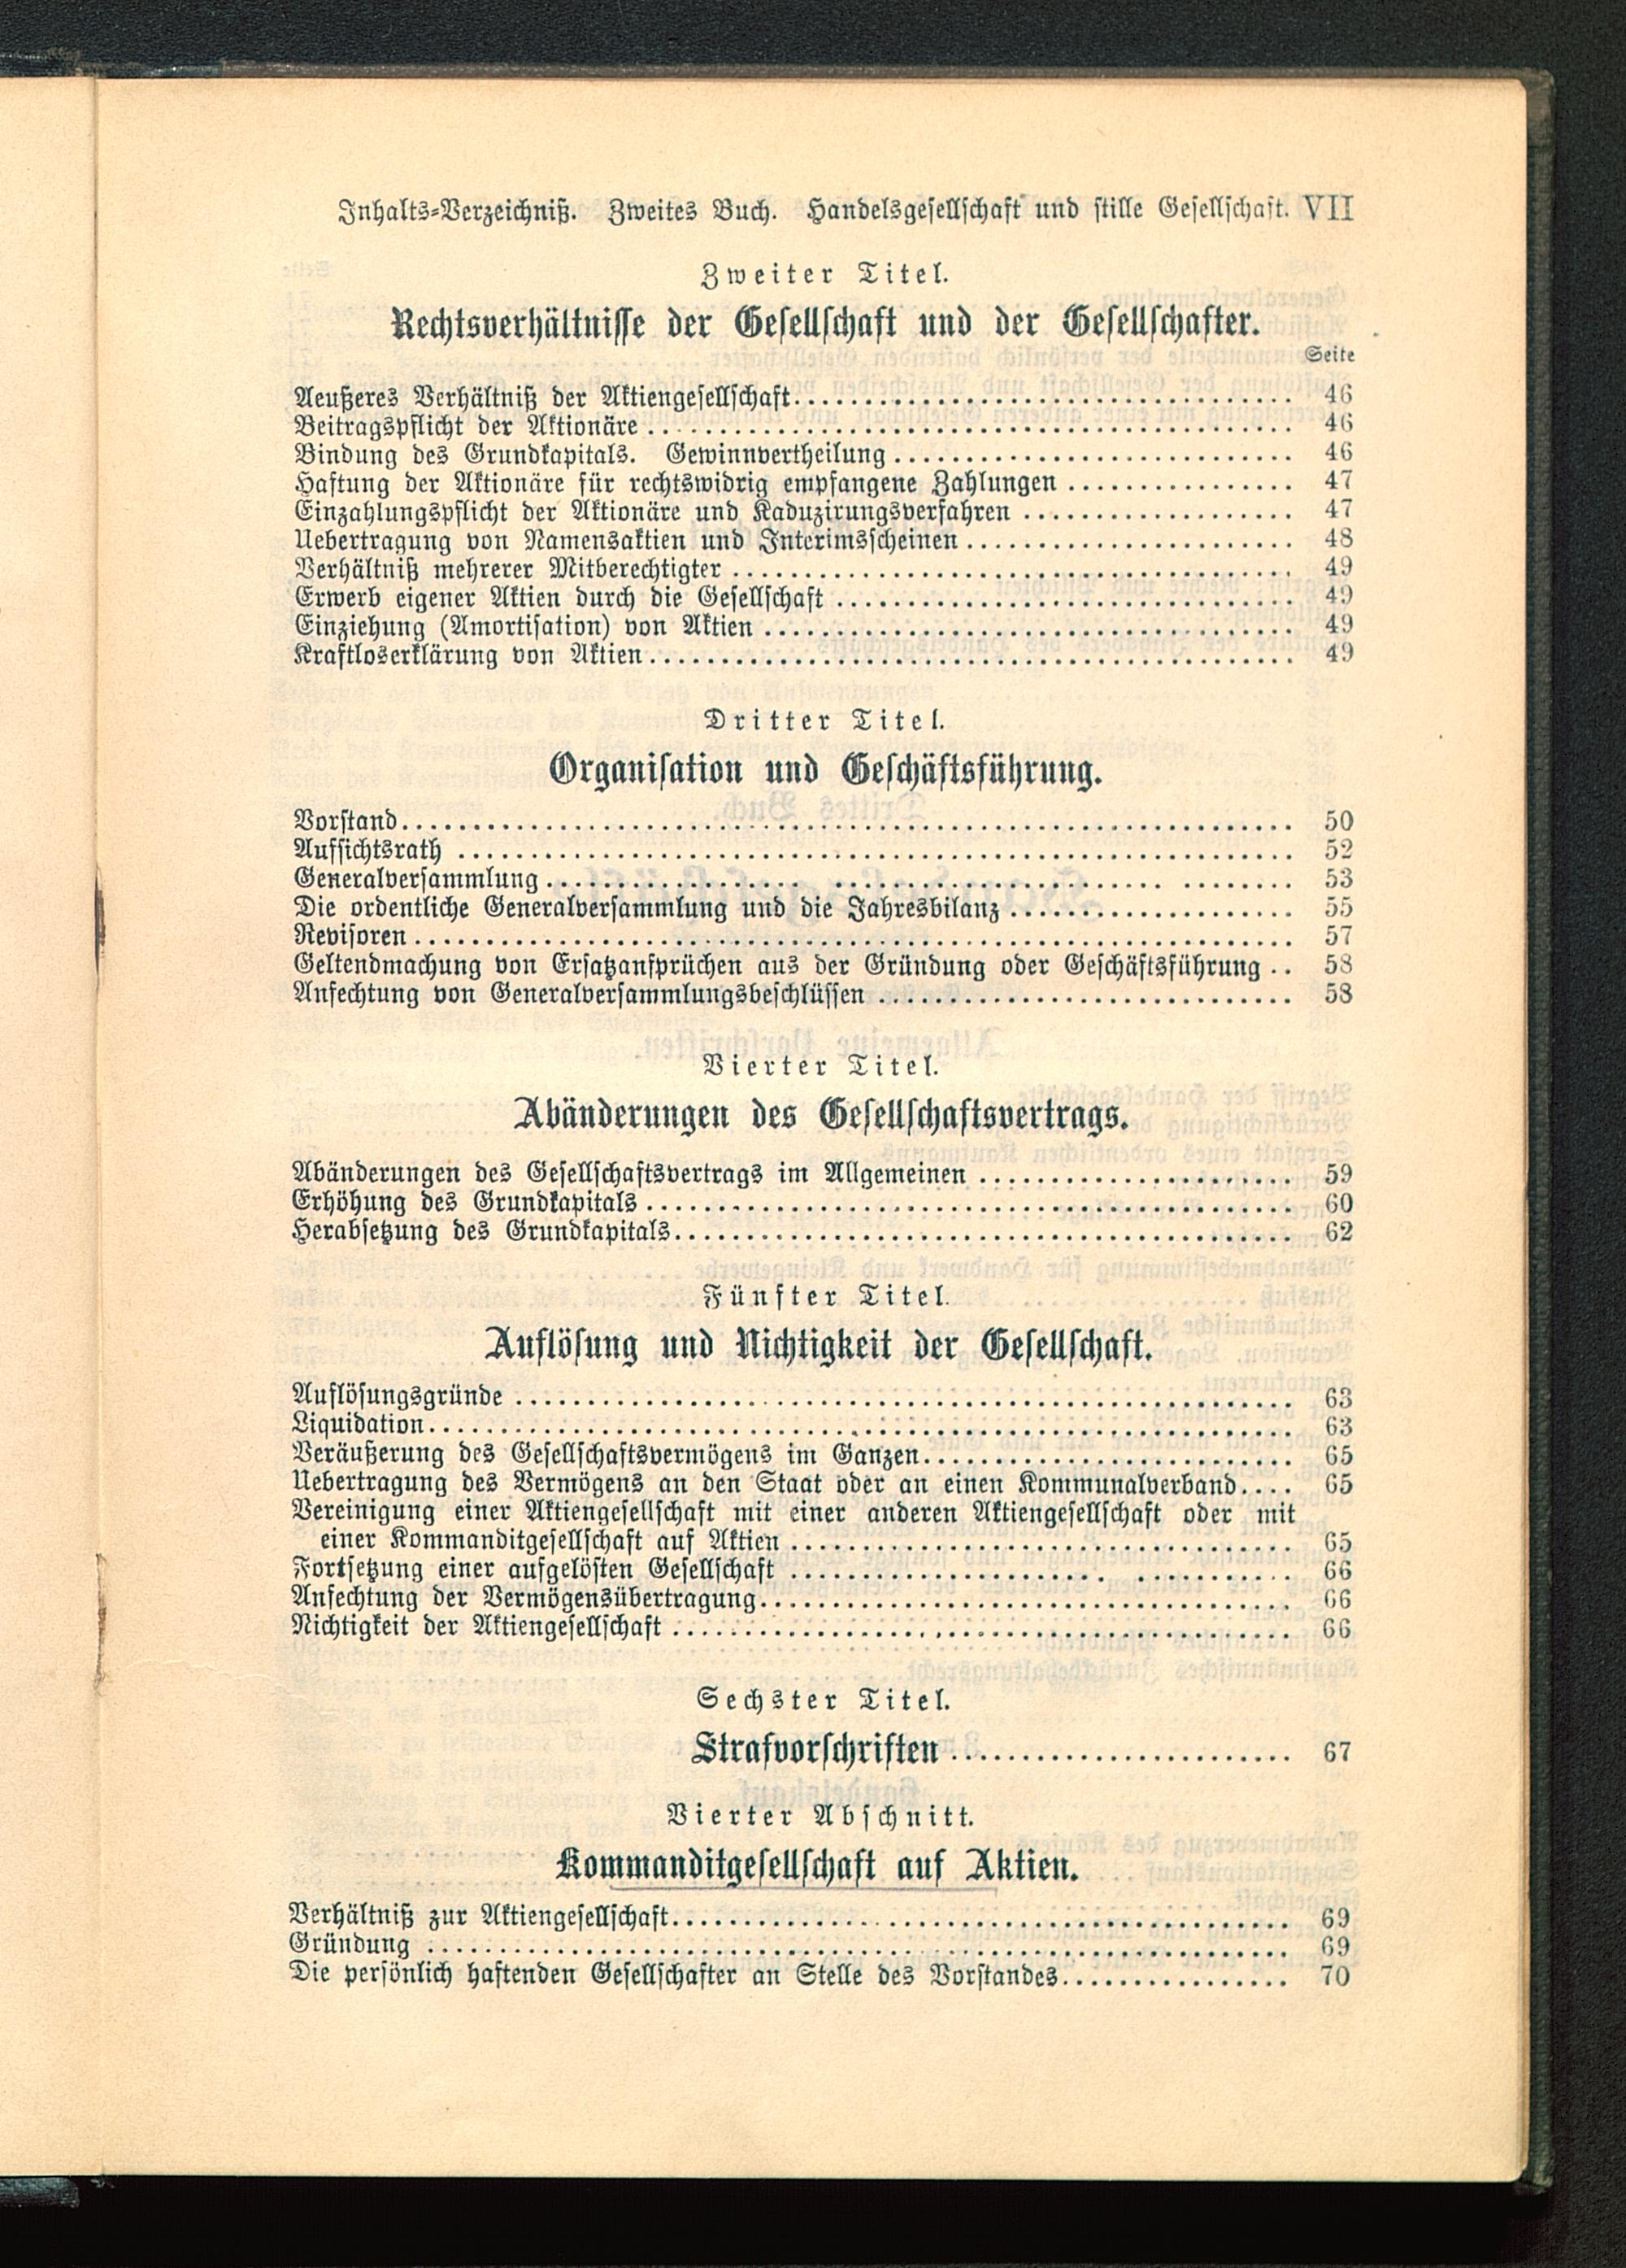 Inhalts-Verzeichniß. Zweites Buch. Handelsgesellschaft und stille Gesellschaft. VII
Zweiter Titel.
Rechtsverhältnisse der Gesellschaft und der Gesellschafter.
Seite
Aeußeres Verhältniß der Aktiengesellschaft........................ 46
Beitragspflicht der Aktionäre........................ 46
Bindung des Grundkapitals. Gewinnvertheilung........................ 46
Haftung der Aktionäre für rechtswidrig empfangene Zahlungen................ 47
Einzahlungspflicht der Aktionäre und Kaduzirungsverfahren................... 47
Uebertragung von Namensaktien und Interimsscheinen....................... 48
Verhältniß mehrerer Mitberechtigter........................ 49
Erwerb eigener Aktien durch die Gesellschaft........................ 49
Einziehung (Amortisation) von Aktien........................ 49
Kraftloserklärung von Aktien........................ 49
Dritter Titel.
Organisation und Geschäftsführung.
Vorstand........................ 50
Aufsichtsrath........................ 52
Generalversammlung........................ 53
Die ordentliche Generalversammlung und die Jahresbilanz.................... 55
Revisoren........................ 57
Geltendmachung von Ersatzansprüchen aus der Gründung oder Geschäftsführung.. 58
Anfechtung von Generalversammlungsbeschlüssen........................ 58
Vierter Titel.
Abänderungen des Gesellschaftsvertrags.
Abänderungen des Gesellschaftsvertrags im Allgemeinen...................... 59
Erhöhung des Grundkapitals........................ 60
Herabsetzung des Grundkapitals........................ 62
Fünfter Titel.
Auflösung und Nichtigkeit der Gesellschaft.
Auflösungsgründe........................ 63
Liquidation........................ 63
Veräußerung des Gesellschaftsvermögens im Ganzen........................ 65
Uebertragung des Vermögens an den Staat oder an einen Kommunalverband.... 65
Vereinigung einer Aktiengesellschaft mit einer anderen Aktiengesellschaft oder mit
einer Kommanditgesellschaft auf Aktien........................ 65
Fortsetzung einer aufgelösten Gesellschaft........................ 66
Anfechtung der Vermögensübertragung........................ 66
Nichtigkeit der Aktiengesellschaft........................ 66
Sechster Titel.
Strafvorschriften........................ 67
Vierter Abschnitt.
Kommanditgesellschaft auf Aktien.
Verhältniß zur Aktiengesellschaft........................ 69
Gründung........................ 69
Die persönlich haftenden Gesellschafter an Stelle des Vorstandes................ 70